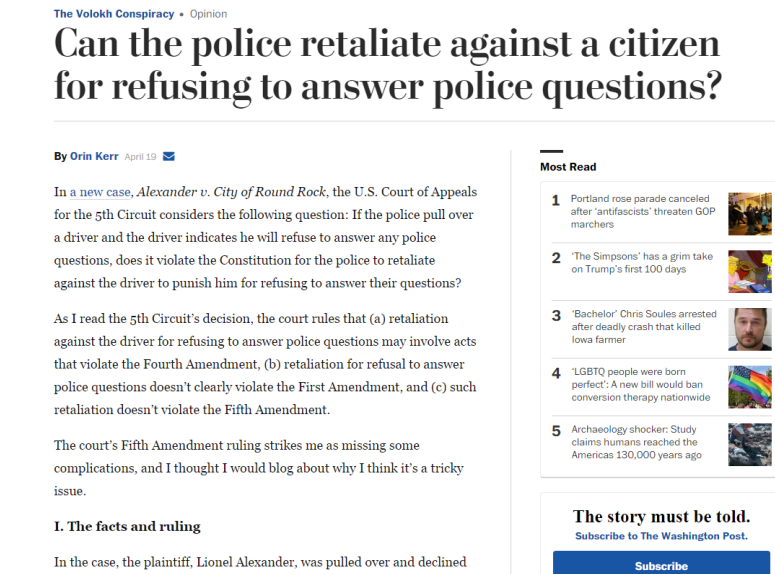 The Volokh Conspiracy • Opinion
Can the police retaliate against a citizen
for refusing to answer police questions?
By Orin Kerr April 19
In a new case, Alexander v. City of Round Rock, the U.S. Court of Appeals
for the 5th Circuit considers the following question: If the police pull over
a driver and the driver indicates he will refuse to answer any police
questions, does it violate the Constitution for the police to retaliate
against the driver to punish him for refusing to answer their questions?
As I read the 5th Circuit's decision, the court rules that (a) retaliation
against the driver for refusing to answer police questions may involve acts
that violate the Fourth Amendment, (b) retaliation for refusal to answer
police questions doesn't clearly violate the First Amendment, and (c) such
retaliation doesn't violate the Fifth Amendment.
The court's Fifth Amendment ruling strikes me as missing some
complications, and I thought I would blog about why I think it's a tricky
issue.
I. The facts and ruling
In the case, the plaintiff, Lionel Alexander, was pulled over and declined
Most Read
1 Portland rose parade canceled
after 'antifascists' threaten GOP
marchers
2 'The Simpsons' has a grim take
on Trump's first 100 days
3 'Bachelor' Chris Soules arrested
after deadly crash that killed
Iowa farmer
4 'LGBTQ people were born
perfect': A new bill would ban
conversion therapy nationwide
5 Archaeology shocker: Study
claims humans reached the
Americas 130,000 years ago
The story must be told.
Subscribe to The Washington Post.
Subscribe